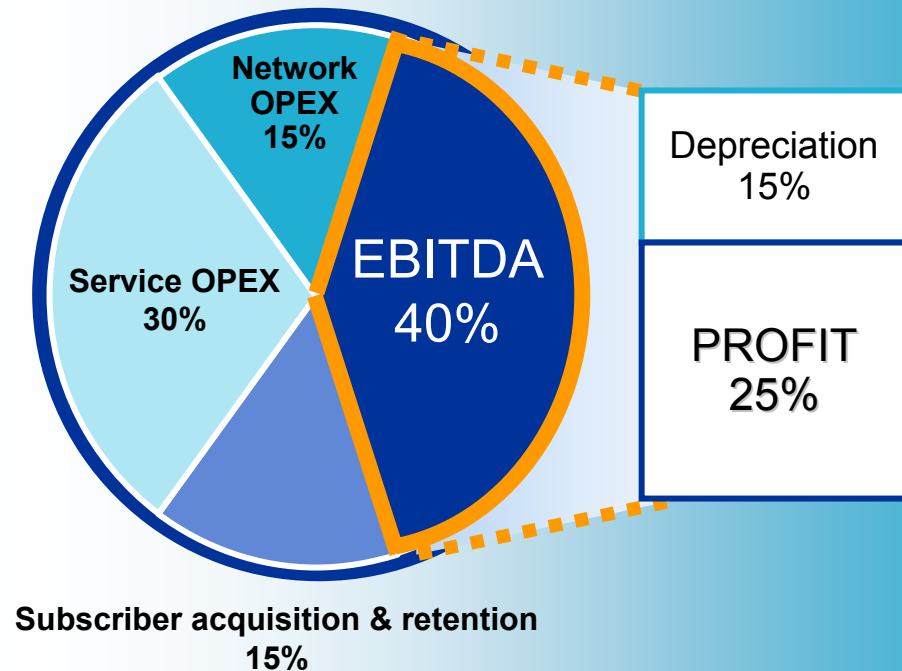 Network
OPEX
15%
Depreciation
15%
EBITDA
40%
Service OPEX
30%
PROFIT
25%
Subscriber acquisition & retention
15%